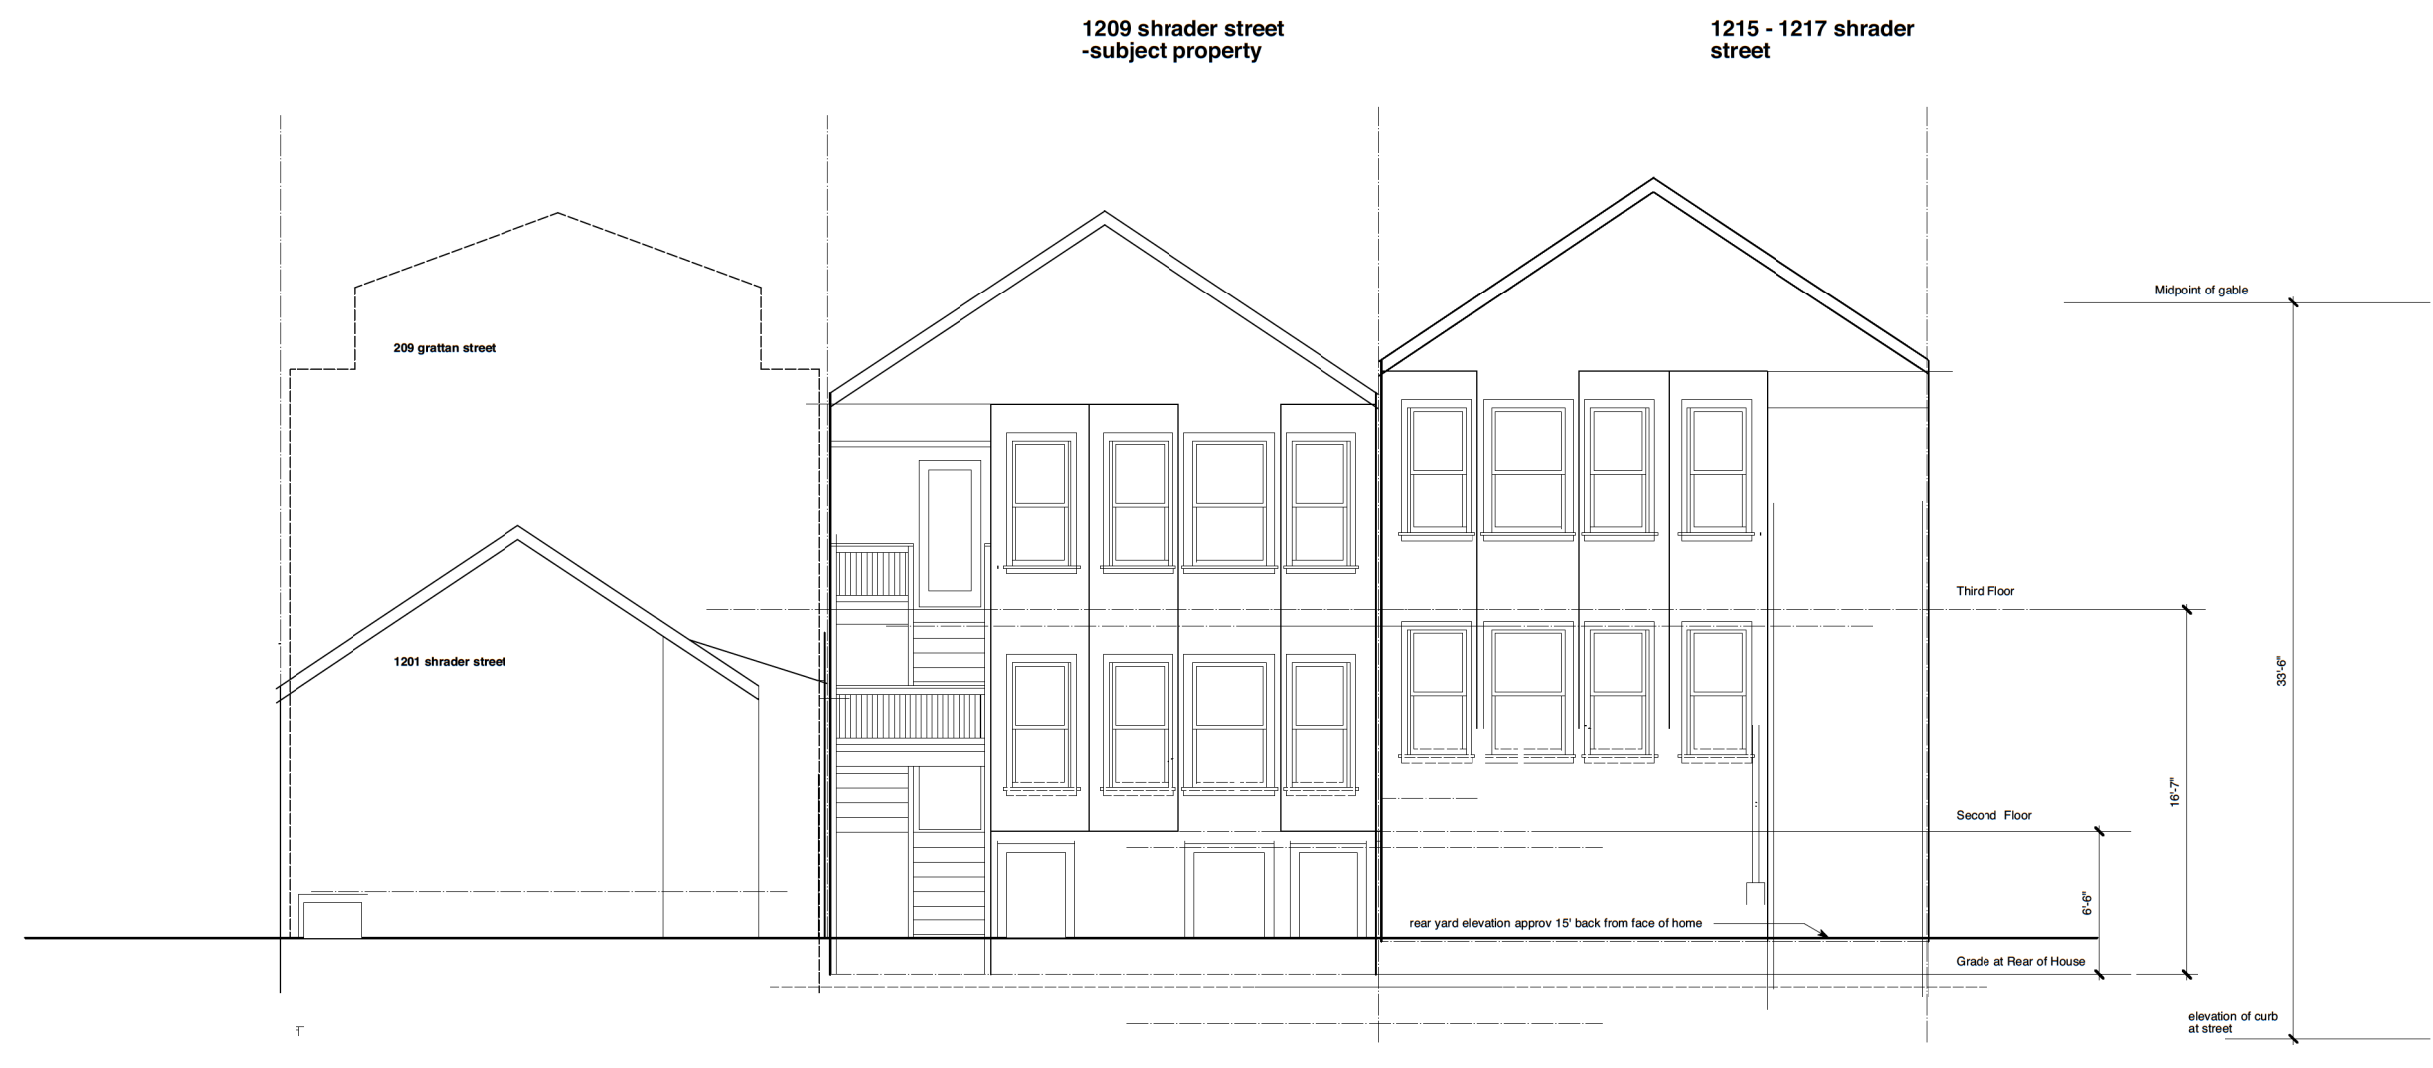 1209 shrader street
-subject property
1215 - 1217 shrader
street
Midpoint of gable
209 grattan street
Third Floor
1201 shrader street
33'-6"
16'-7"
Second Floor
6'-6"
rear yard elevation approv 15' back from face of home
Grade at Rear of House
elevation of curb
at street